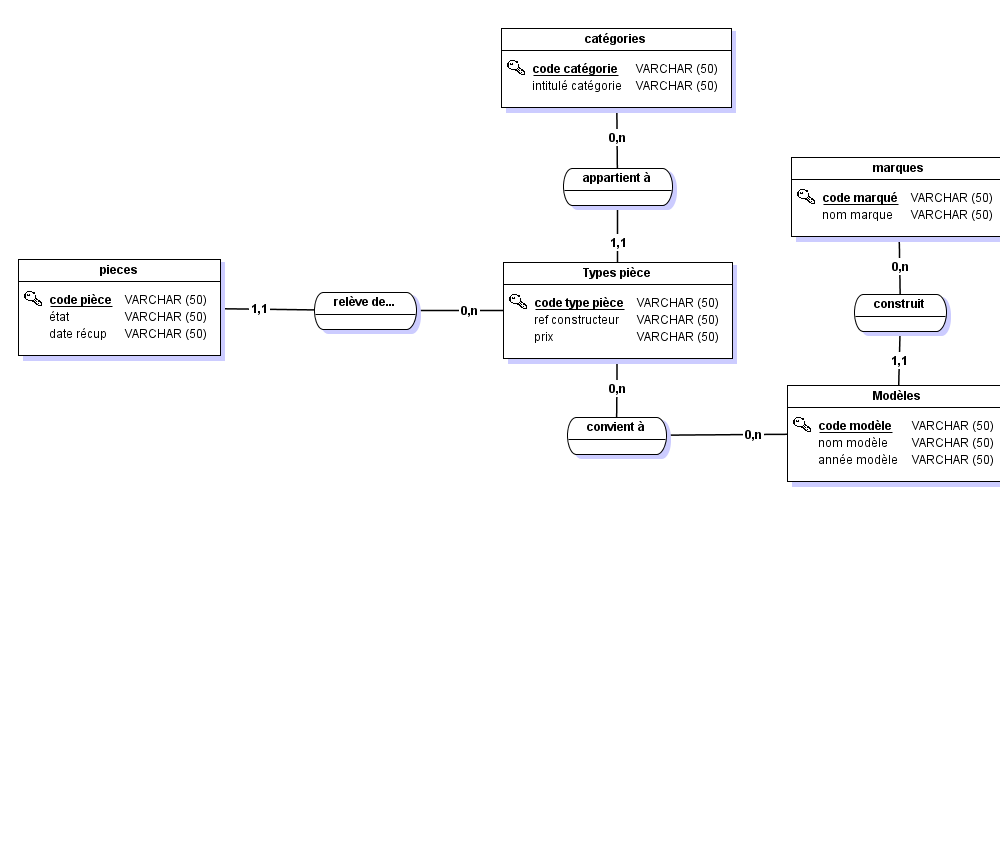 catégories
code catégorie VARCHAR (50)
intitulé catégorie VARCHAR (50)
0,n
appartient à
1,1
marques
code marqué VARCHAR (50)
nom marque VARCHAR (50)
0,n
construit
1,1
pieces
code pièce VARCHAR (50)
état VARCHAR (50)
date récup VARCHAR (50)
1,1
relève de...
0,n
Types pièce
code type pièce VARCHAR (50)
ref constructeur VARCHAR (50)
prix VARCHAR (50)
0,n
convient à
0,n
Modèles
code modèle VARCHAR (50)
nom modèle VARCHAR (50)
année modèle VARCHAR (50)